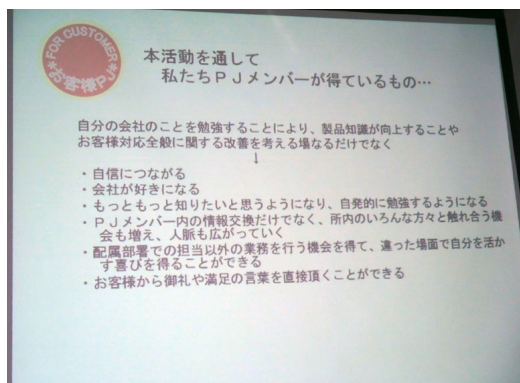 FOR CUSTOMER
お客様PJ
本活動を通して
私たちＰＪメンバーが得ているもの…
自分の会社のことを勉強することにより、製品知識が向上することや
お客様対応全般に関する改善を考える場なるだけでなく
↓
・自信につながる
・会社が好きになる
・もっともっと知りたいと思うようになり、自発的に勉強するようになる
・ＰＪメンバー内の情報交換だけでなく、所内のいろんな方々と触れ合う機
会も増え、人脈も広がっていく
・配属部署での担当以外の業務を行う機会を得て、違った場面で自分を活か
す喜びを得ることができる
・お客様から御礼や満足の言葉を直接頂くことができる